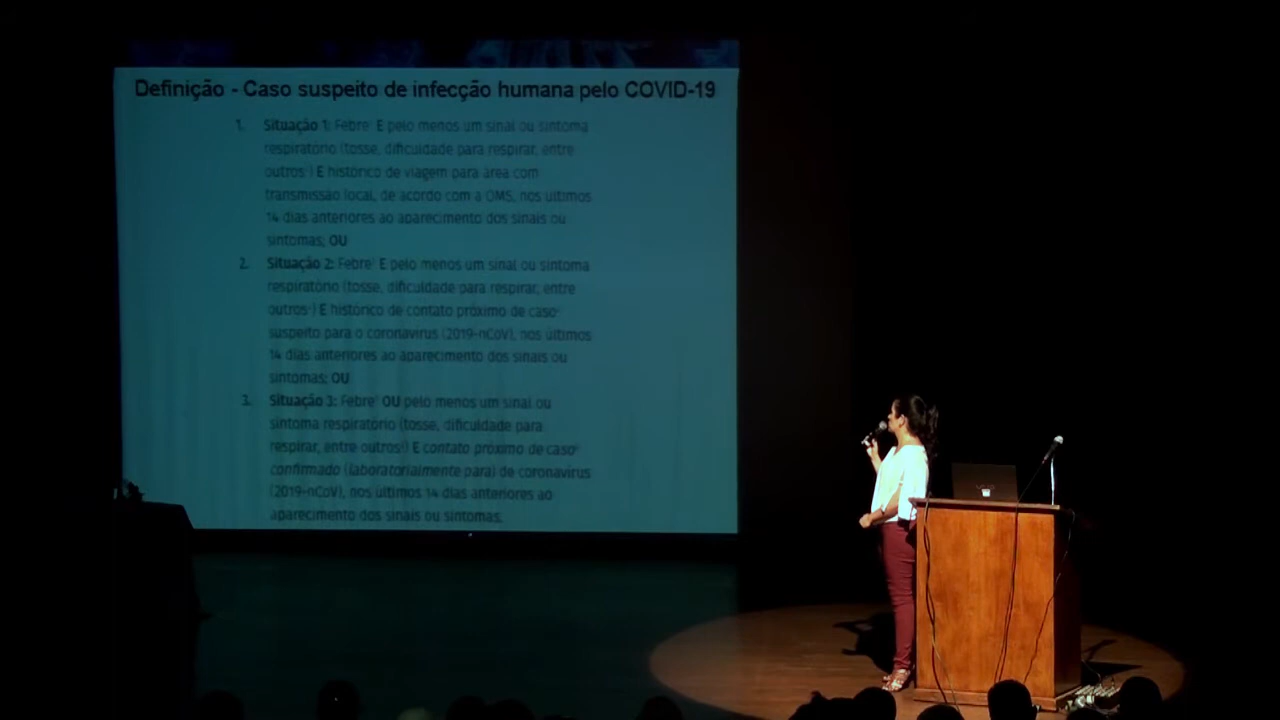 Definição - Caso suspeito de infecção humana pelo COVID-19
1. Situação 1: Febre¹ E pelo menos um sinal ou sintoma
respiratório (tosse, dificuldade para respirar, entre
outros²) E histórico de viagem para área com
transmissão local, de acordo com a OMS, nos últimos
14 dias anteriores ao aparecimento dos sinais ou
sintomas; OU
2. Situação 2: Febre¹ E pelo menos um sinal ou sintoma
respiratório (tosse, dificuldade para respirar, entre
outros²) E histórico de contato próximo de caso
suspeito para o coronavírus (2019-nCoV), nos últimos
14 dias anteriores ao aparecimento dos sinais ou
sintomas; OU
3. Situação 3: Febre¹ OU pelo menos um sinal ou
sintoma respiratório (tosse, dificuldade para
respirar, entre outros²) E contato próximo de caso
confirmado (laboratorialmente para) de coronavírus
(2019-nCoV), nos últimos 14 dias anteriores ao
aparecimento dos sinais ou sintomas.